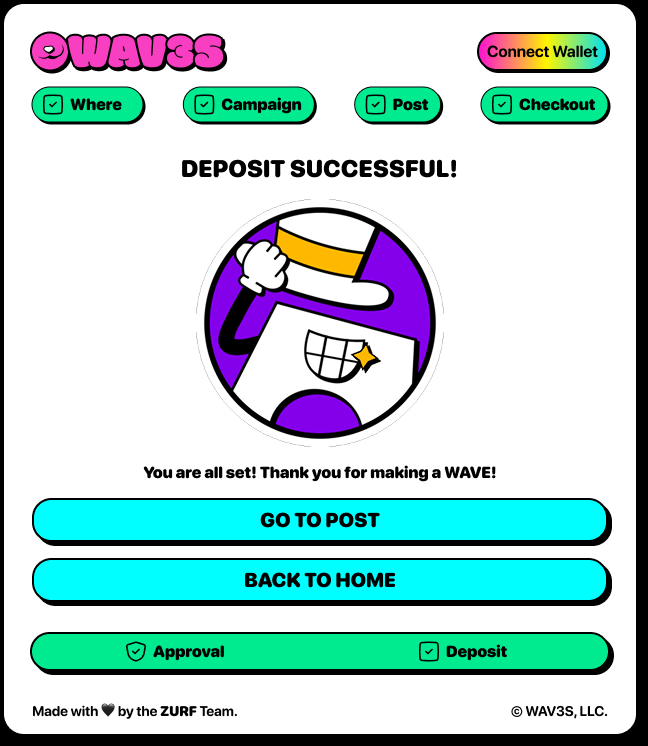 WAV3S
Connect Wallet
Where
Campaign
Post
Checkout
DEPOSIT SUCCESSFUL!
You are all set! Thank you for making a WAVE!
GO TO POST
BACK TO HOME
Approval
Deposit
Made with 🖤 by the ZURF Team.
© WAV3S, LLC.